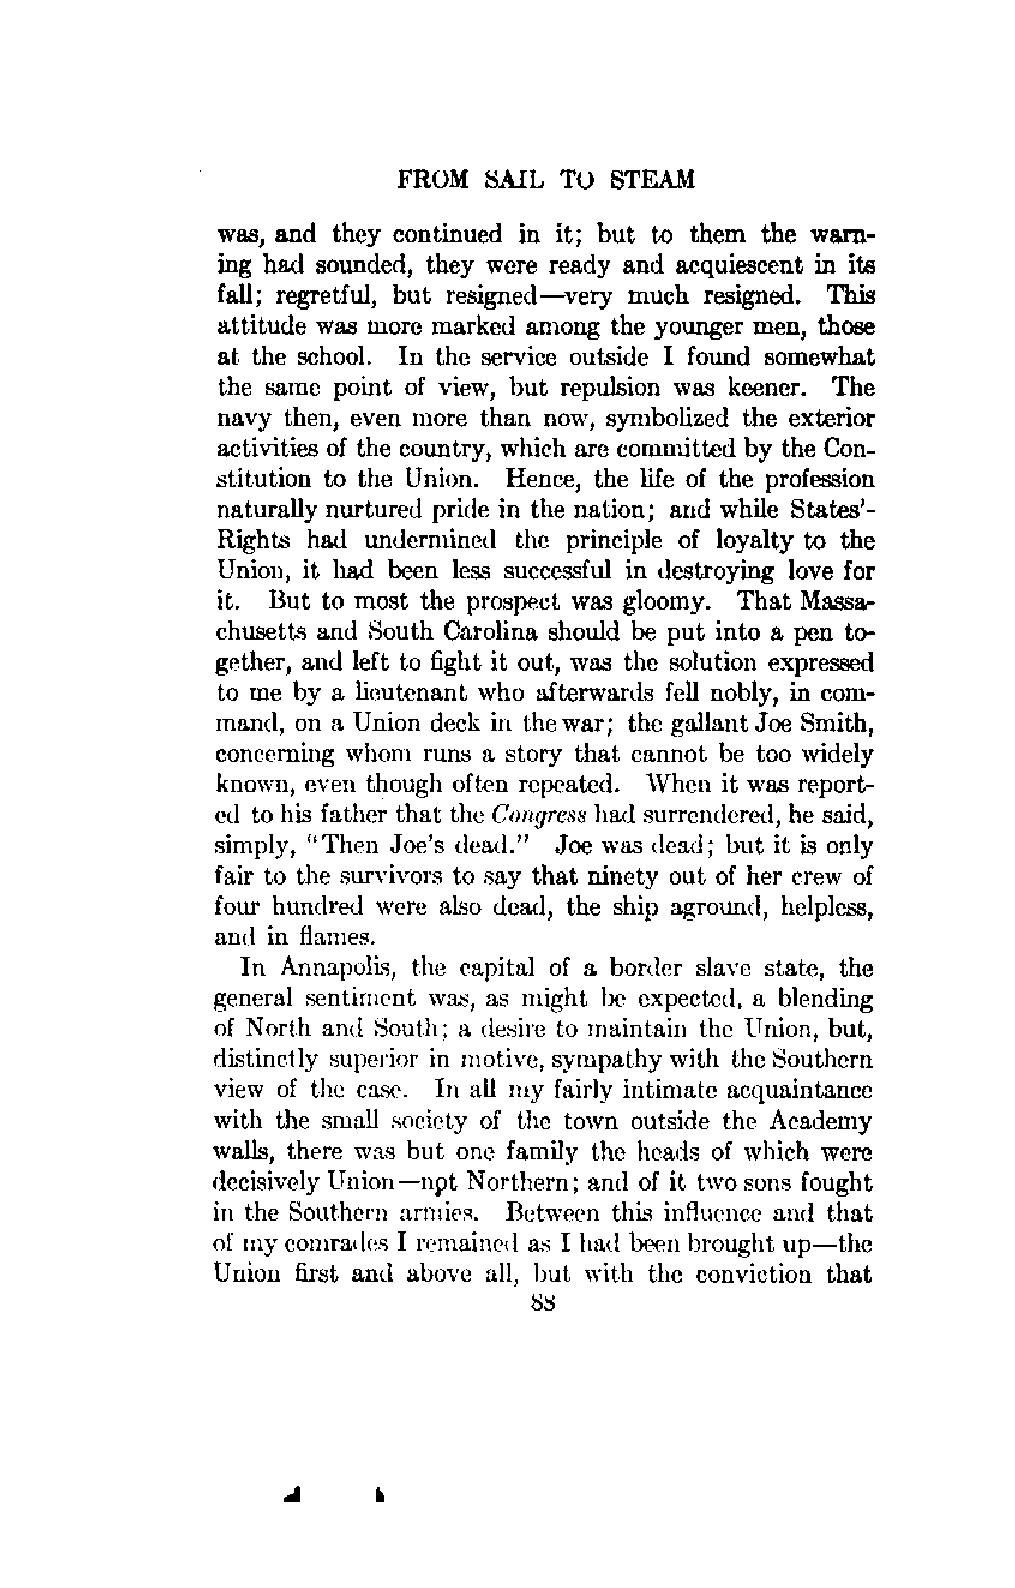 FROM SAIL TO STEAM
was, and they continued in it; but to them the warn-
ing had sounded, they were ready and acquiescent in its
fall; regretful, but resigned—very much resigned. This
attitude was more marked among the younger men, those
at the school. In the service outside I found somewhat
the same point of view, but repulsion was keener. The
navy then, even more than now, symbolized the exterior
activities of the country, which are committed by the Con-
stitution to the Union. Hence, the life of the profession
naturally nurtured pride in the nation; and while States'-
Rights had undermined the principle of loyalty to the
Union, it had been less successful in destroying love for
it. But to most the prospect was gloomy. That Massa-
chusetts and South Carolina should be put into a pen to-
gether, and left to fight it out, was the solution expressed
to me by a lieutenant who afterwards fell nobly, in com-
mand, on a Union deck in the war; the gallant Joe Smith,
concerning whom runs a story that cannot be too widely
known, even though often repeated. When it was report-
ed to his father that the Congress had surrendered, he said,
simply, "Then Joe's dead." Joe was dead; but it is only
fair to the survivors to say that ninety out of her crew of
four hundred were also dead, the ship aground, helpless,
and in flames.
In Annapolis, the capital of a border slave state, the
general sentiment was, as might be expected, a blending
of North and South; a desire to maintain the Union, but,
distinctly superior in motive, sympathy with the Southern
view of the case. In all my fairly intimate acquaintance
with the small society of the town outside the Academy
walls, there was but one family the heads of which were
decisively Union—not Northern; and of it two sons fought
in the Southern armies. Between this influence and that
of my comrades I remained as I had been brought up—the
Union first and above all, but with the conviction that
88